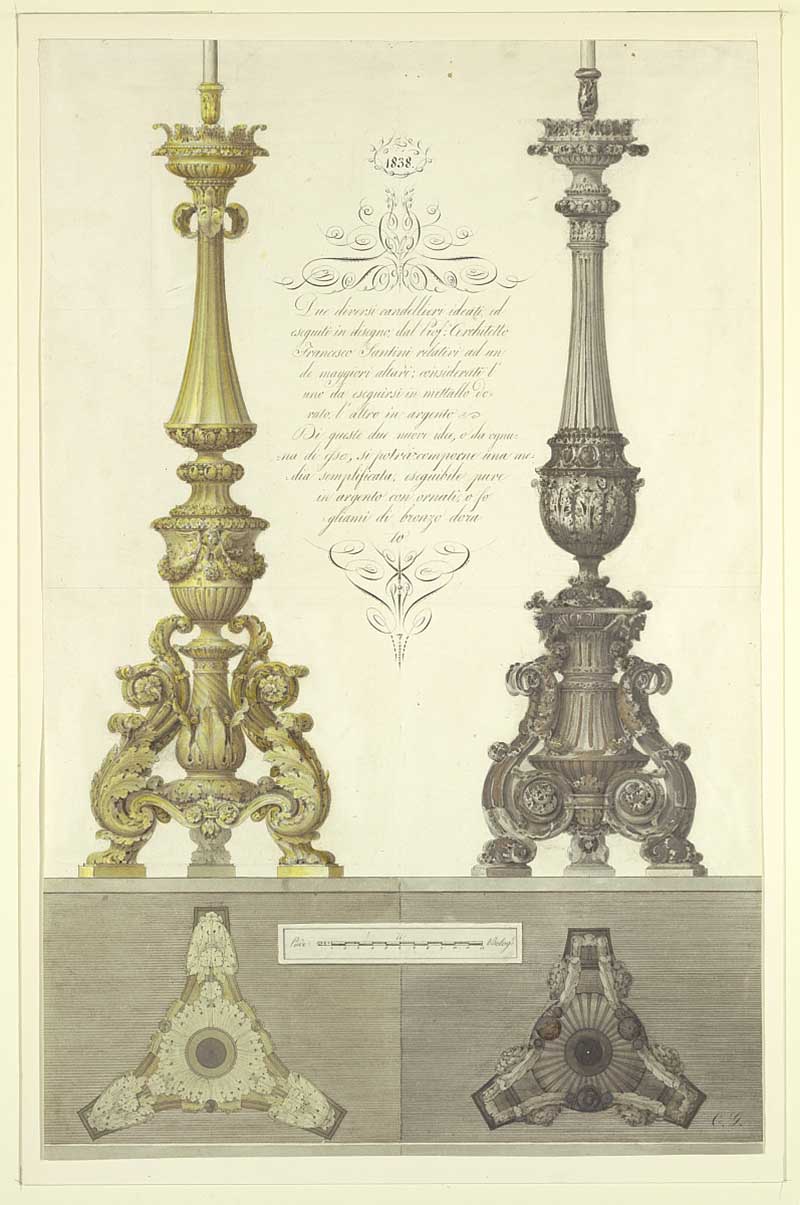 1838.
Due diversi candellieri ideati, ed
eseguiti in disegno, dal Prof: Architetto
Francesco Santini relativi ad un
de maggiori altari; considerati l'
uno da eseguirsi in mettallo do-
rato, l'altro in argento
Di queste due nuovi idee, o da ognu-
-na di esse, si potrà comporne una me-
-dia semplificata, eseguibile pure
in argento con ornati, o fo
gliami di bronzo dora
to
Bolog.
C. G.